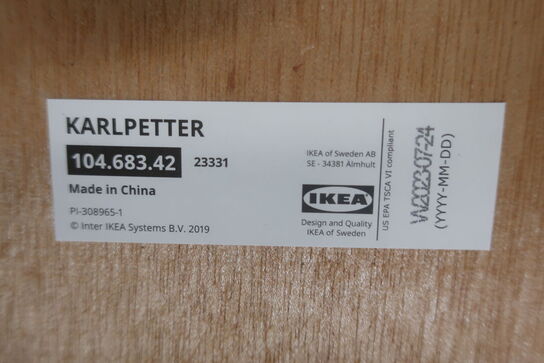 KARLPETTER
104.683.42 23331
Made in China
PI-308965-1
© Inter IKEA Systems B.V. 2019
IKEA of Sweden AB
SE - 34381 Älmhult
IKEA
Design and Quality
IKEA of Sweden
US EPA TSCA VI compliant
W2023-07-24
(YYYY-MM-DD)